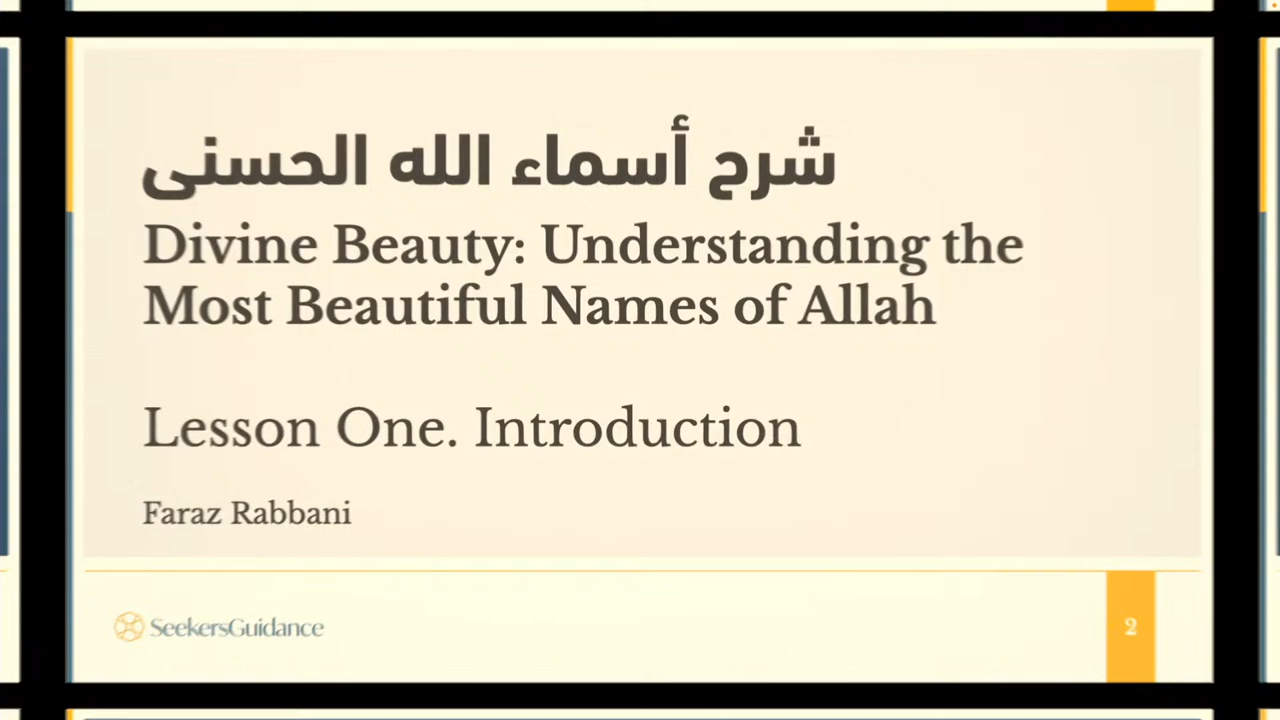 شرح أسماء الله الحسنى
Divine Beauty: Understanding the
Most Beautiful Names of Allah
Lesson One. Introduction
Faraz Rabbani
SeekersGuidance
2